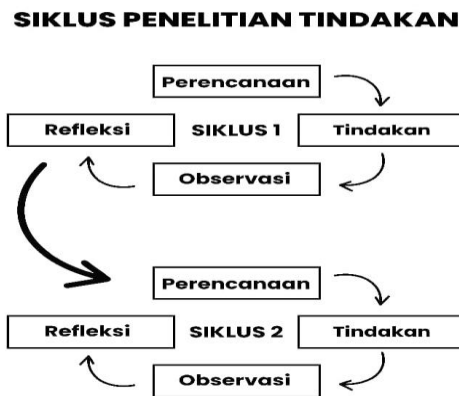 SIKLUS PENELITIAN TINDAKAN
Perencanaan
Refleksi SIKLUS 1 Tindakan
Observasi
Perencanaan
Refleksi SIKLUS 2 Tindakan
Observasi